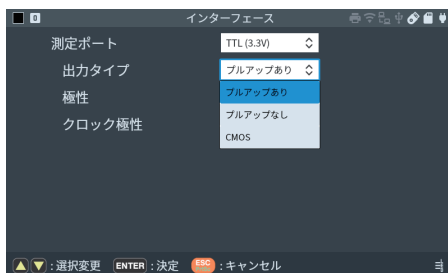 0 インターフェース
測定ポート TTL (3.3V)
出力タイプ プルアップあり
極性 プルアップあり
プルアップなし
クロック極性
CMOS
:選択変更 ENTER :決定 ESC :キャンセル